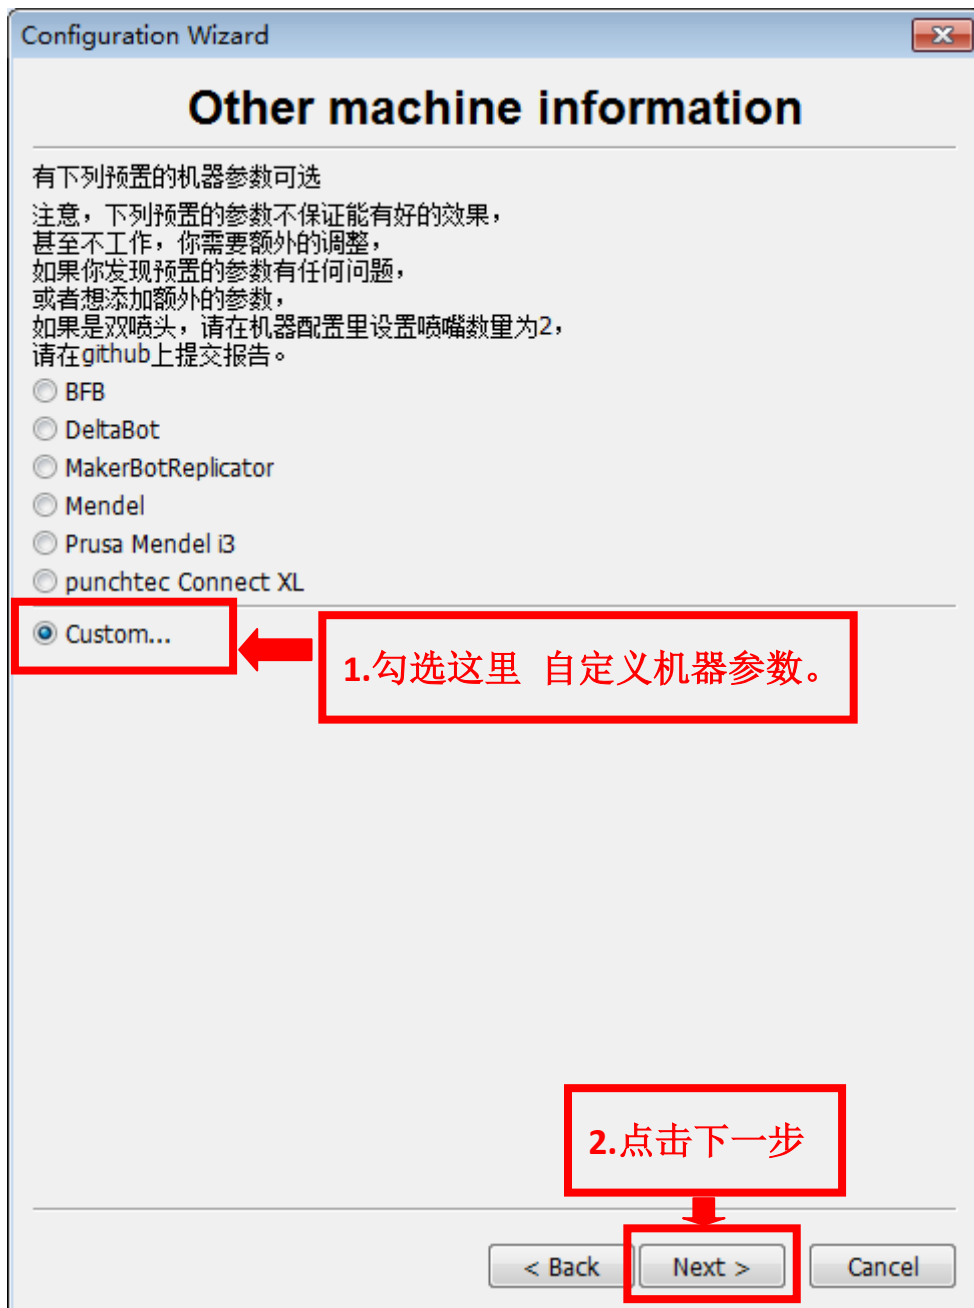 Configuration Wizard
Other machine information
有下列预置的机器参数可选
注意，下列预置的参数不保证能有好的效果，
甚至不工作，你需要额外的调整，
如果你发现预置的参数有任何问题，
或者想添加额外的参数，
如果是双喷头，请在机器配置里设置喷嘴数量为2，
请在github上提交报告。
BFB
DeltaBot
MakerBotReplicator
Mendel
Prusa Mendel i3
punchtec Connect XL
Custom...
1.勾选这里 自定义机器参数。
2.点击下一步
< Back
Next >
Cancel